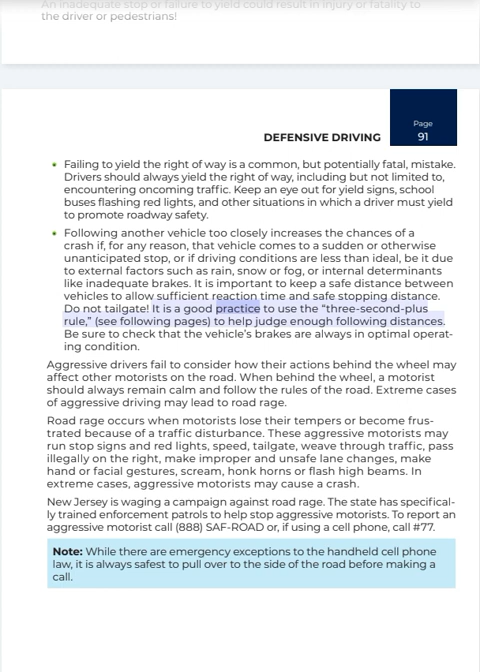 An inadequate stop or failure to yield could result in injury or fatality to
the driver or pedestrians!
Page
91
DEFENSIVE DRIVING
• Failing to yield the right of way is a common, but potentially fatal, mistake.
Drivers should always yield the right of way, including but not limited to,
encountering oncoming traffic. Keep an eye out for yield signs, school
buses flashing red lights, and other situations in which a driver must yield
to promote roadway safety.
• Following another vehicle too closely increases the chances of a
crash if, for any reason, that vehicle comes to a sudden or otherwise
unanticipated stop, or if driving conditions are less than ideal, be it due
to external factors such as rain, snow or fog, or internal determinants
like inadequate brakes. It is important to keep a safe distance between
vehicles to allow sufficient reaction time and safe stopping distance.
Do not tailgate! It is a good practice to use the “three-second-plus
rule,” (see following pages) to help judge enough following distances.
Be sure to check that the vehicle’s brakes are always in optimal operat-
ing condition.
Aggressive drivers fail to consider how their actions behind the wheel may
affect other motorists on the road. When behind the wheel, a motorist
should always remain calm and follow the rules of the road. Extreme cases
of aggressive driving may lead to road rage.
Road rage occurs when motorists lose their tempers or become frus-
trated because of a traffic disturbance. These aggressive motorists may
run stop signs and red lights, speed, tailgate, weave through traffic, pass
illegally on the right, make improper and unsafe lane changes, make
hand or facial gestures, scream, honk horns or flash high beams. In
extreme cases, aggressive motorists may cause a crash.
New Jersey is waging a campaign against road rage. The state has specifical-
ly trained enforcement patrols to help stop aggressive motorists. To report an
aggressive motorist call (888) SAF-ROAD or, if using a cell phone, call #77.
Note: While there are emergency exceptions to the handheld cell phone
law, it is always safest to pull over to the side of the road before making a
call.